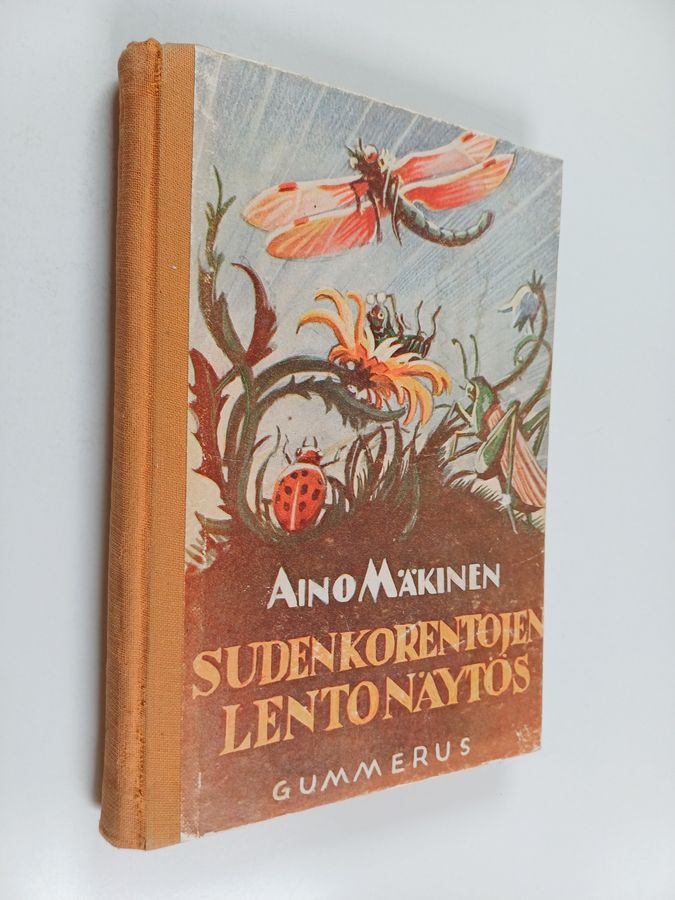 AINO MÄKINEN
SUDENKORENTOJEN
LENTONÄYTÖS
GUMMERUS